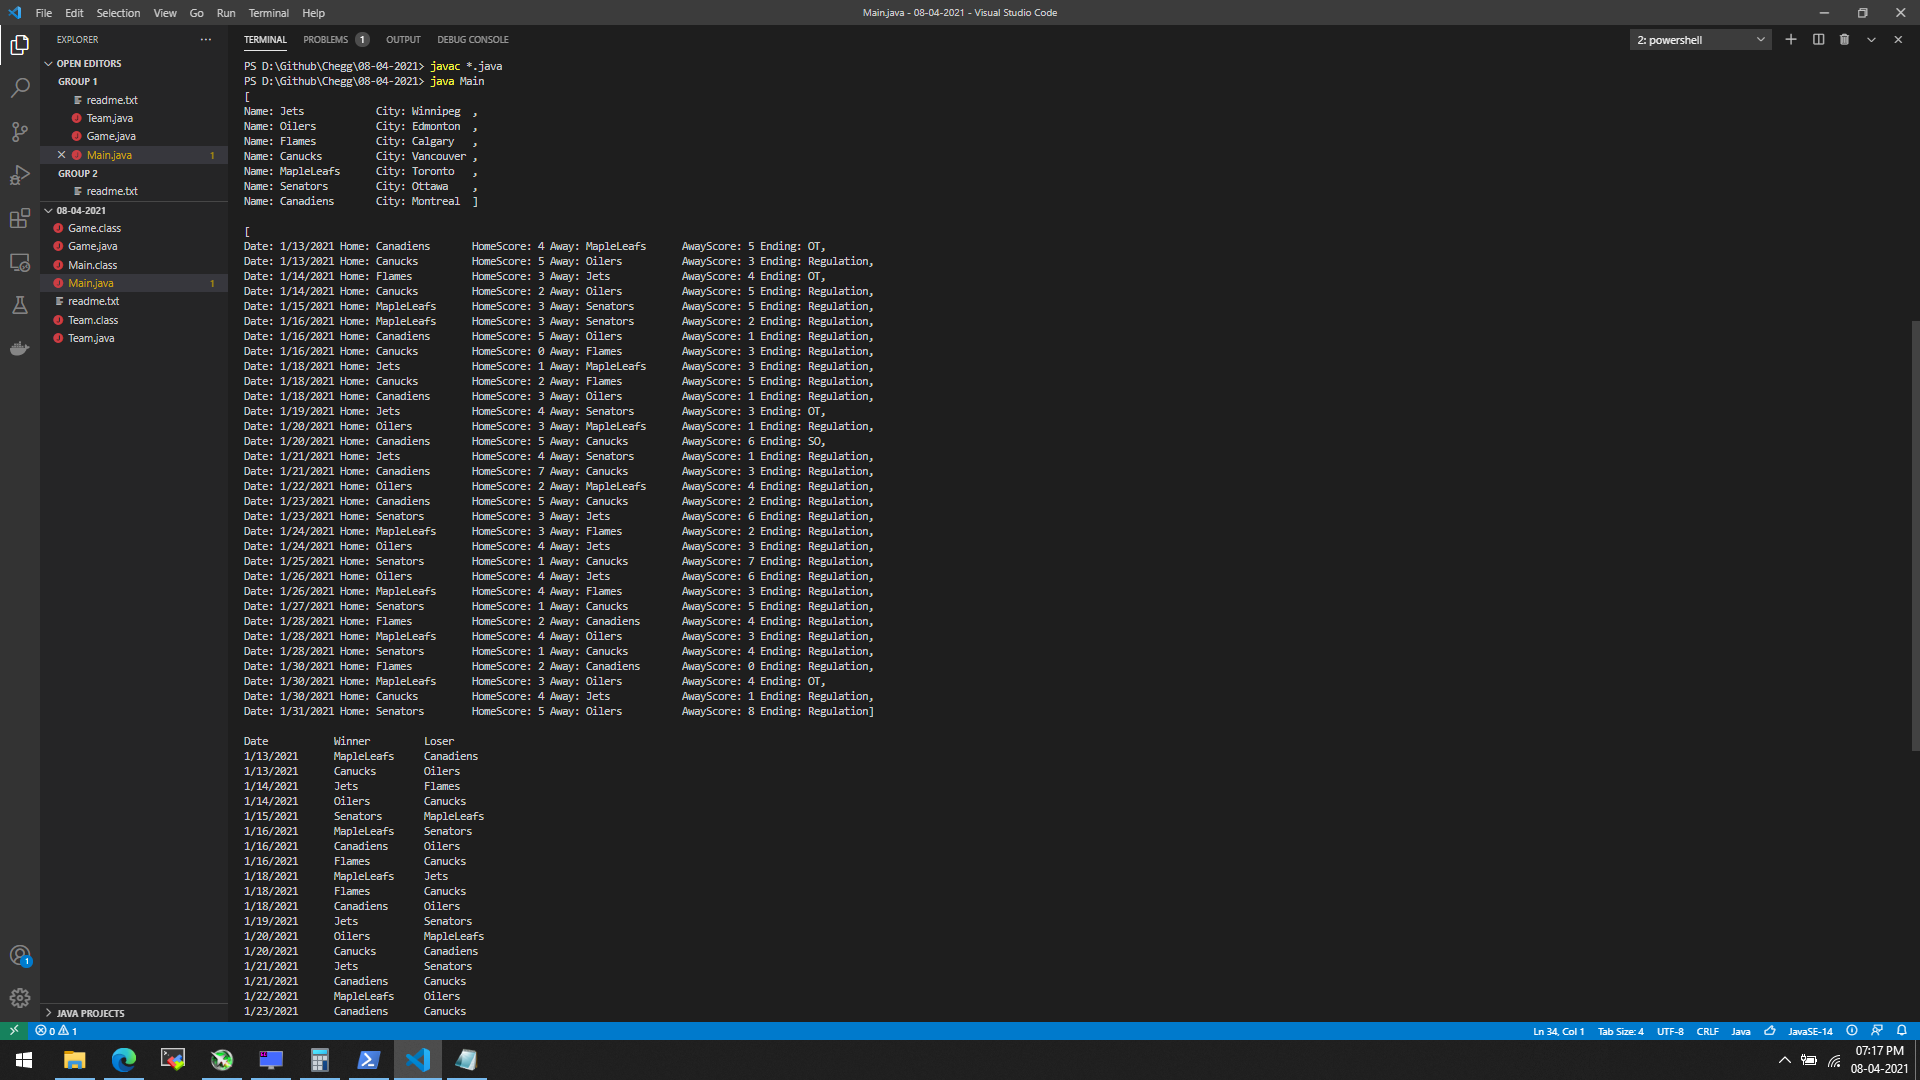 File Edit Selection View Go Run Terminal Help
Main.java - 08-04-2021 - Visual Studio Code
EXPLORER
OPEN EDITORS
GROUP 1
readme.txt
Team.java
Game.java
Main.java 1
GROUP 2
readme.txt
08-04-2021
Game.class
Game.java
Main.class
Main.java 1
readme.txt
Team.class
Team.java
JAVA PROJECTS
TERMINAL PROBLEMS 1 OUTPUT DEBUG CONSOLE
2: powershell
PS D:\Github\Chegg\08-04-2021> javac *.java
PS D:\Github\Chegg\08-04-2021> java Main
[
Name: Jets City: Winnipeg ,
Name: Oilers City: Edmonton ,
Name: Flames City: Calgary ,
Name: Canucks City: Vancouver ,
Name: MapleLeafs City: Toronto ,
Name: Senators City: Ottawa ,
Name: Canadiens City: Montreal ]
[
Date: 1/13/2021 Home: Canadiens HomeScore: 4 Away: MapleLeafs AwayScore: 5 Ending: OT,
Date: 1/13/2021 Home: Canucks HomeScore: 5 Away: Oilers AwayScore: 3 Ending: Regulation,
Date: 1/14/2021 Home: Flames HomeScore: 3 Away: Jets AwayScore: 4 Ending: OT,
Date: 1/14/2021 Home: Canucks HomeScore: 2 Away: Oilers AwayScore: 5 Ending: Regulation,
Date: 1/15/2021 Home: MapleLeafs HomeScore: 3 Away: Senators AwayScore: 5 Ending: Regulation,
Date: 1/16/2021 Home: MapleLeafs HomeScore: 3 Away: Senators AwayScore: 2 Ending: Regulation,
Date: 1/16/2021 Home: Canadiens HomeScore: 5 Away: Oilers AwayScore: 1 Ending: Regulation,
Date: 1/16/2021 Home: Canucks HomeScore: 0 Away: Flames AwayScore: 3 Ending: Regulation,
Date: 1/18/2021 Home: Jets HomeScore: 1 Away: MapleLeafs AwayScore: 3 Ending: Regulation,
Date: 1/18/2021 Home: Canucks HomeScore: 2 Away: Flames AwayScore: 5 Ending: Regulation,
Date: 1/18/2021 Home: Canadiens HomeScore: 3 Away: Oilers AwayScore: 1 Ending: Regulation,
Date: 1/19/2021 Home: Jets HomeScore: 4 Away: Senators AwayScore: 3 Ending: OT,
Date: 1/20/2021 Home: Oilers HomeScore: 3 Away: MapleLeafs AwayScore: 1 Ending: Regulation,
Date: 1/20/2021 Home: Canadiens HomeScore: 5 Away: Canucks AwayScore: 6 Ending: SO,
Date: 1/21/2021 Home: Jets HomeScore: 4 Away: Senators AwayScore: 1 Ending: Regulation,
Date: 1/21/2021 Home: Canadiens HomeScore: 7 Away: Canucks AwayScore: 3 Ending: Regulation,
Date: 1/22/2021 Home: Oilers HomeScore: 2 Away: MapleLeafs AwayScore: 4 Ending: Regulation,
Date: 1/23/2021 Home: Canadiens HomeScore: 5 Away: Canucks AwayScore: 2 Ending: Regulation,
Date: 1/23/2021 Home: Senators HomeScore: 3 Away: Jets AwayScore: 6 Ending: Regulation,
Date: 1/24/2021 Home: MapleLeafs HomeScore: 3 Away: Flames AwayScore: 2 Ending: Regulation,
Date: 1/24/2021 Home: Oilers HomeScore: 4 Away: Jets AwayScore: 3 Ending: Regulation,
Date: 1/25/2021 Home: Senators HomeScore: 1 Away: Canucks AwayScore: 7 Ending: Regulation,
Date: 1/26/2021 Home: Oilers HomeScore: 4 Away: Jets AwayScore: 6 Ending: Regulation,
Date: 1/26/2021 Home: MapleLeafs HomeScore: 4 Away: Flames AwayScore: 3 Ending: Regulation,
Date: 1/27/2021 Home: Senators HomeScore: 1 Away: Canucks AwayScore: 5 Ending: Regulation,
Date: 1/28/2021 Home: Flames HomeScore: 2 Away: Canadiens AwayScore: 4 Ending: Regulation,
Date: 1/28/2021 Home: MapleLeafs HomeScore: 4 Away: Oilers AwayScore: 3 Ending: Regulation,
Date: 1/28/2021 Home: Senators HomeScore: 1 Away: Canucks AwayScore: 4 Ending: Regulation,
Date: 1/30/2021 Home: Flames HomeScore: 2 Away: Canadiens AwayScore: 0 Ending: Regulation,
Date: 1/30/2021 Home: MapleLeafs HomeScore: 3 Away: Oilers AwayScore: 4 Ending: OT,
Date: 1/30/2021 Home: Canucks HomeScore: 4 Away: Jets AwayScore: 1 Ending: Regulation,
Date: 1/31/2021 Home: Senators HomeScore: 5 Away: Oilers AwayScore: 8 Ending: Regulation]
Date Winner Loser
1/13/2021 MapleLeafs Canadiens
1/13/2021 Canucks Oilers
1/14/2021 Jets Flames
1/14/2021 Oilers Canucks
1/15/2021 Senators MapleLeafs
1/16/2021 MapleLeafs Senators
1/16/2021 Canadiens Oilers
1/16/2021 Flames Canucks
1/18/2021 MapleLeafs Jets
1/18/2021 Flames Canucks
1/18/2021 Canadiens Oilers
1/19/2021 Jets Senators
1/20/2021 Oilers MapleLeafs
1/20/2021 Canucks Canadiens
1/21/2021 Jets Senators
1/21/2021 Canadiens Canucks
1/22/2021 MapleLeafs Oilers
1/23/2021 Canadiens Canucks
0 1
Ln 34, Col 1 Tab Size: 4 UTF-8 CRLF Java JavaSE-14
1
07:17 PM
08-04-2021